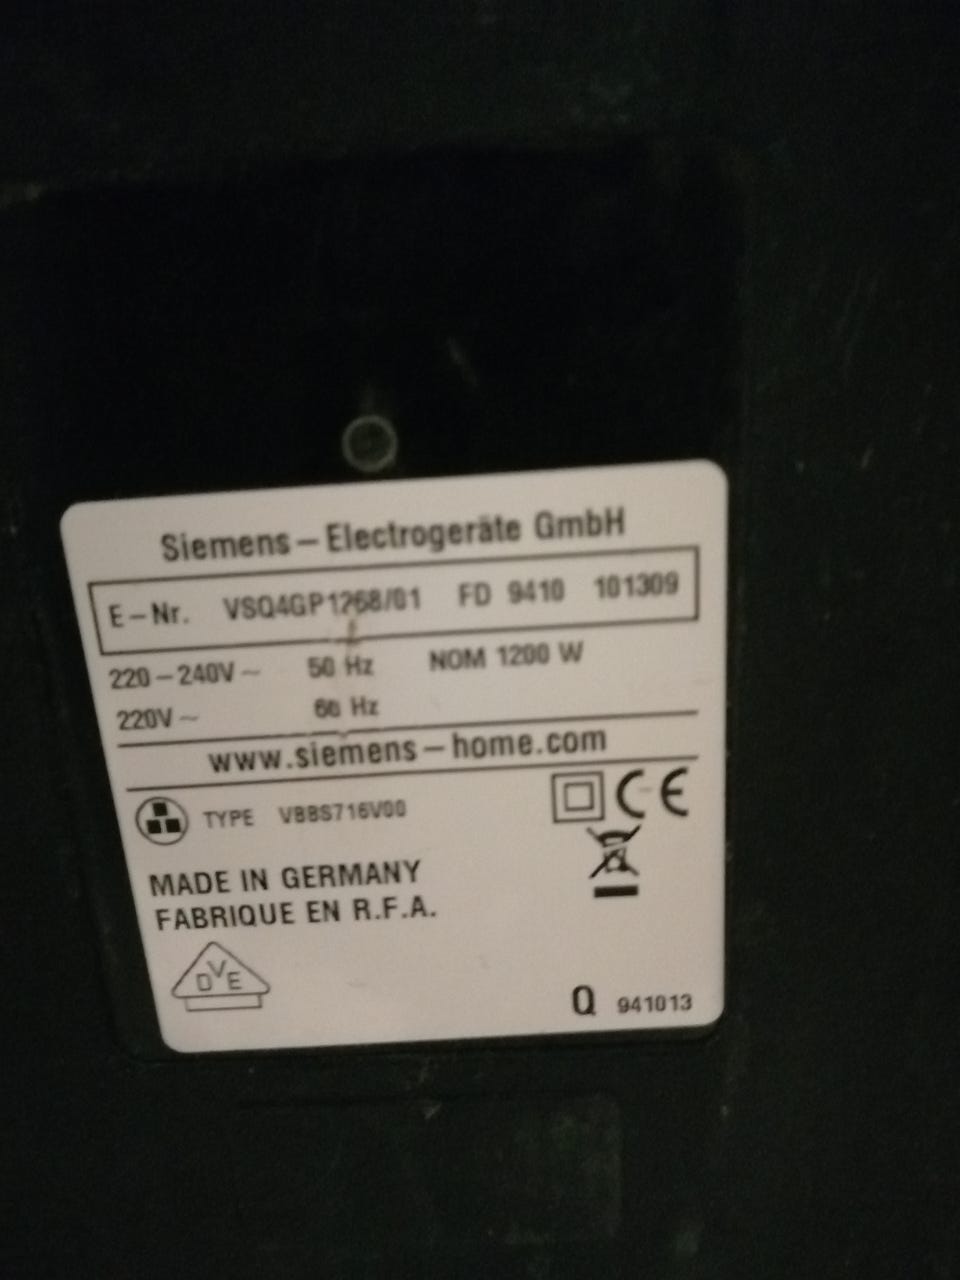 Siemens – Electrogeräte GmbH
E – Nr. VSQ4GP1268/01 FD 9410 101309
220 – 240V ~ 50 Hz NOM 1200 W
220V ~ 60 Hz
www.siemens – home.com
TYPE VBBS716V00 CE
MADE IN GERMANY
FABRIQUE EN R.F.A.
DVE
Q 941013